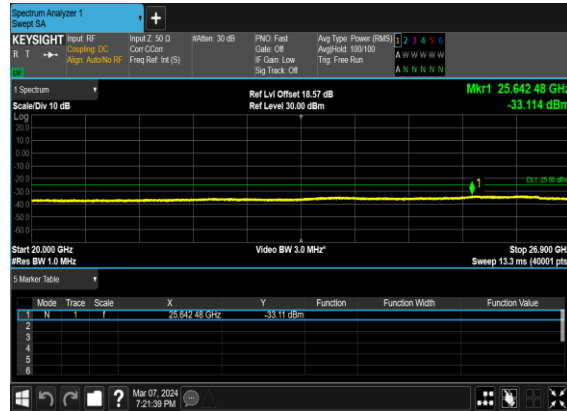 Spectrum Analyzer 1
Swept SA
+
KEYSIGHT Input: RF Input Z: 50 Ω #Atten: 30 dB PNO: Fast Avg Type: Power (RMS) 1 2 3 4 5 6
R T Coupling: DC Corr CCorr Gate: Off Avg|Hold: 100/100 A W W W W W
Align: Auto/No RF Freq Ref: Int (S) IF Gain: Low Trig: Free Run
Sig Track: Off A N N N N N
1 Spectrum Ref Lvl Offset 18.57 dB Mkr1 25.642 48 GHz
Scale/Div 10 dB Ref Level 30.00 dBm -33.114 dBm
Log
20.0
10.0
0.00
-10.0
-20.0
1 DL1 -25.00 dBm
-30.0
-40.0
-50.0
-60.0
Start 20.000 GHz Video BW 3.0 MHz* Stop 26.900 GHz
#Res BW 1.0 MHz Sweep 13.3 ms (40001 pts)
5 Marker Table
Mode Trace Scale X Y Function Function Width Function Value
1 N 1 f 25.642 48 GHz -33.11 dBm
2
3
4
5
6
? Mar 07, 2024
7:21:39 PM